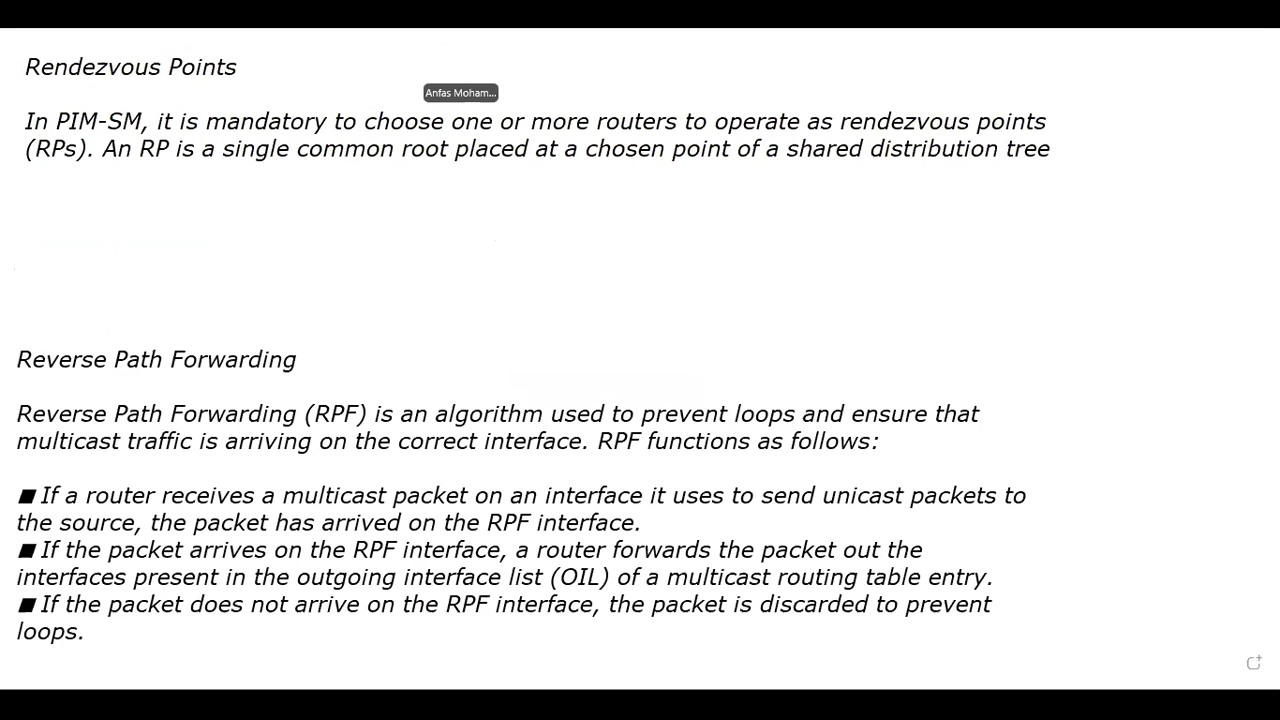 Rendezvous Points
Anfas Moham...
In PIM-SM, it is mandatory to choose one or more routers to operate as rendezvous points
(RPs). An RP is a single common root placed at a chosen point of a shared distribution tree
Reverse Path Forwarding
Reverse Path Forwarding (RPF) is an algorithm used to prevent loops and ensure that
multicast traffic is arriving on the correct interface. RPF functions as follows:
■ If a router receives a multicast packet on an interface it uses to send unicast packets to
the source, the packet has arrived on the RPF interface.
■ If the packet arrives on the RPF interface, a router forwards the packet out the
interfaces present in the outgoing interface list (OIL) of a multicast routing table entry.
■ If the packet does not arrive on the RPF interface, the packet is discarded to prevent
loops.